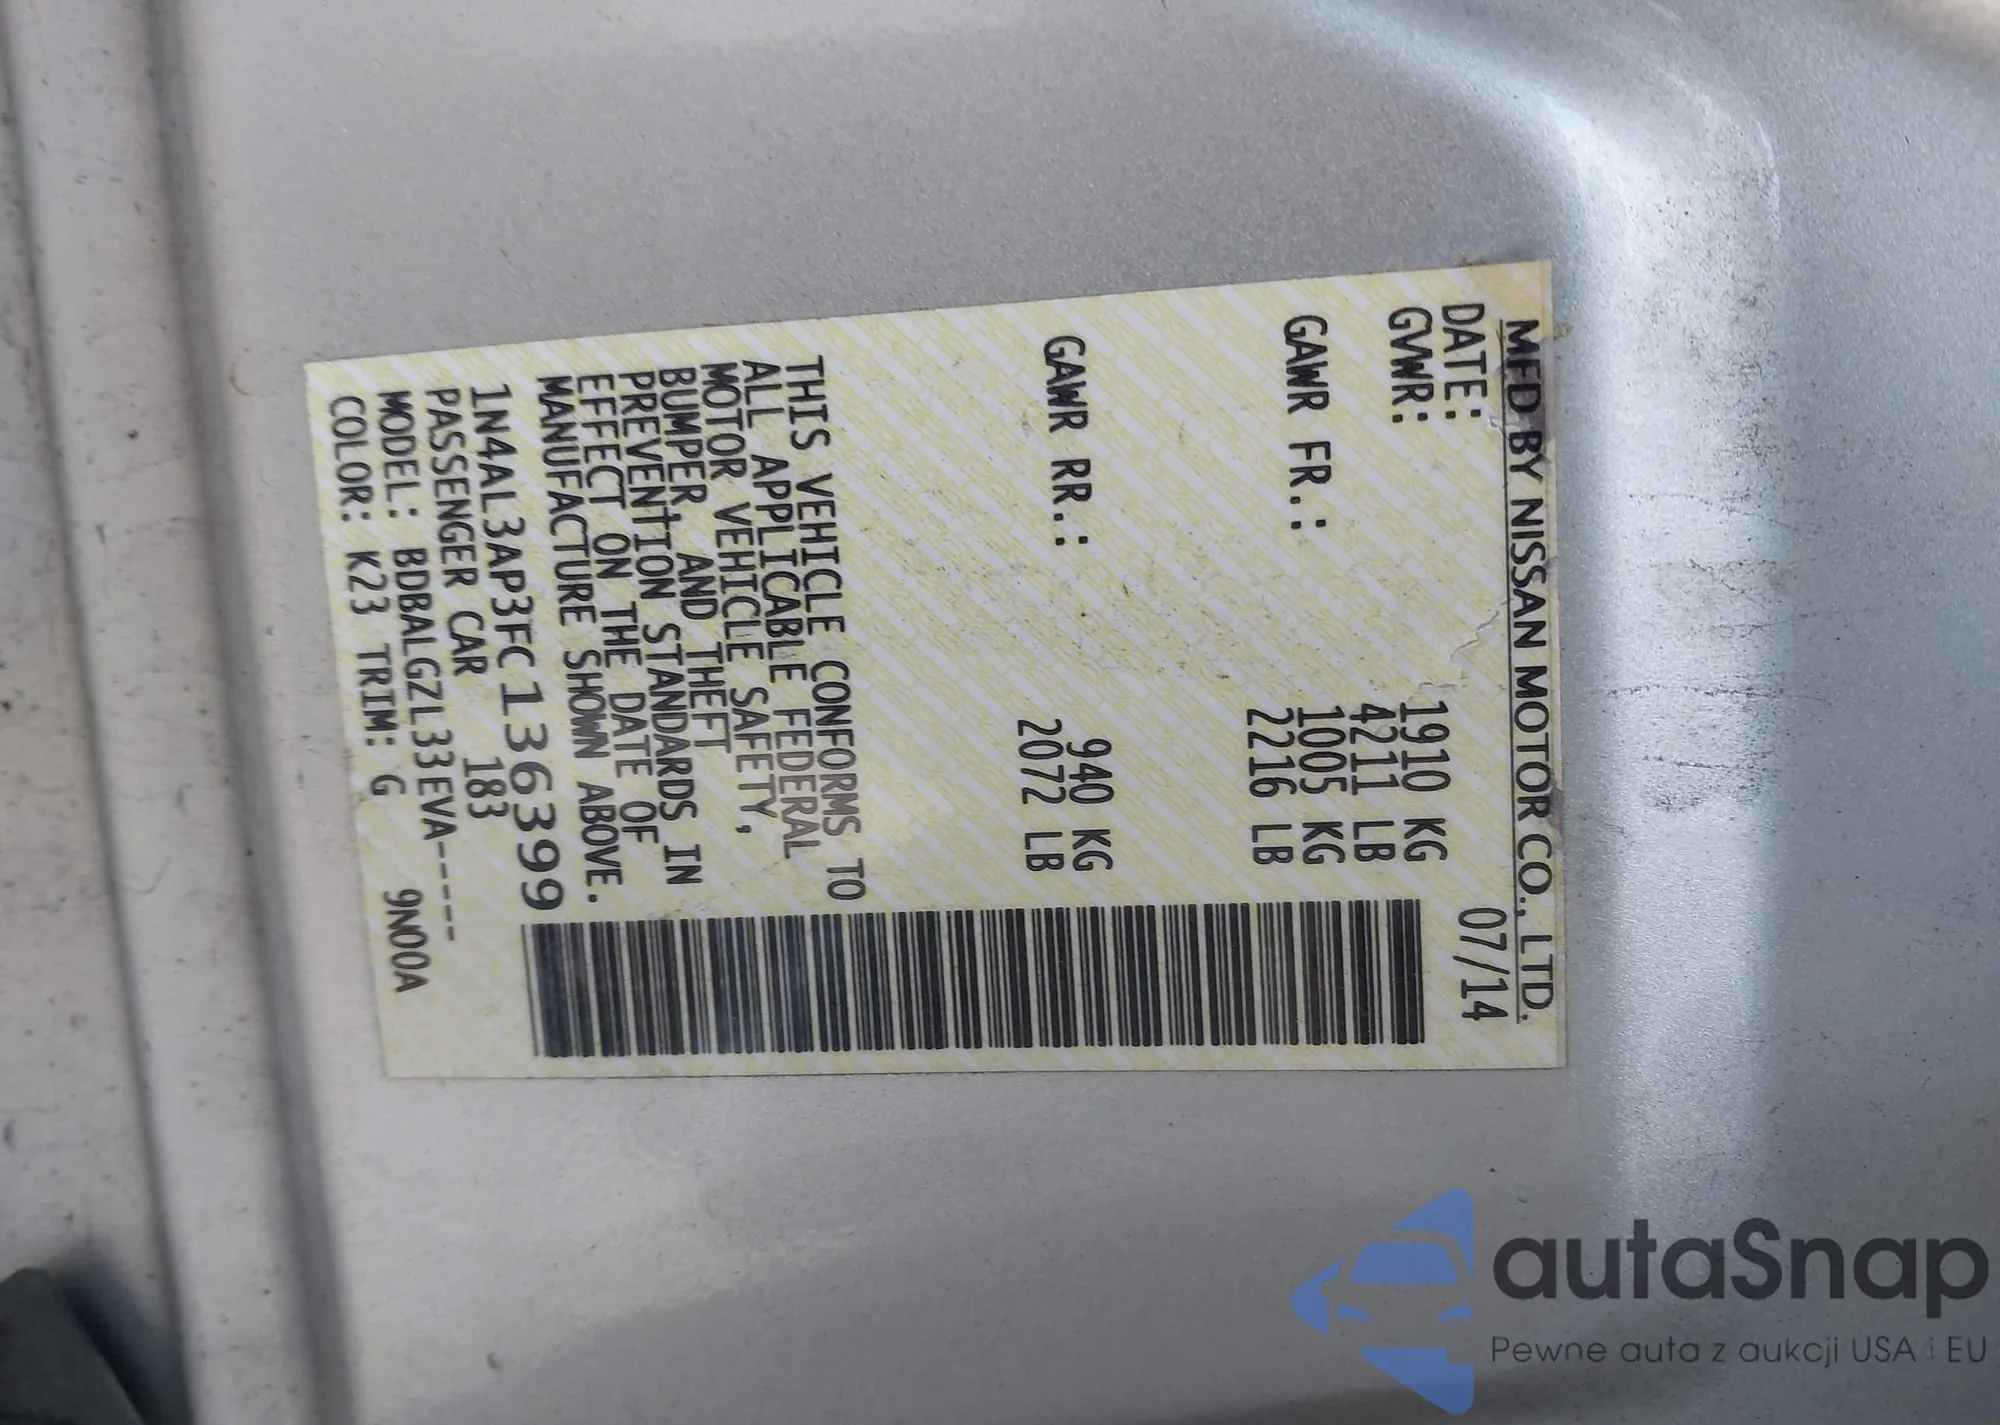 MFD BY NISSAN MOTOR CO., LTD.
DATE: 07/14
GVWR: 1910 KG
4211 LB
GAWR FR.: 1005 KG
2216 LB
GAWR RR.: 940 KG
2072 LB
THIS VEHICLE CONFORMS TO
ALL APPLICABLE FEDERAL
MOTOR VEHICLE SAFETY,
BUMPER, AND THEFT
PREVENTION STANDARDS IN
EFFECT ON THE DATE OF
MANUFACTURE SHOWN ABOVE.
1N4AL3AP3FC136399
PASSENGER CAR 183
MODEL: BDBALGZL33EVA-----
COLOR: K23 TRIM: G 9N00A
autaSnap
Pewne auta z aukcji USA i EU